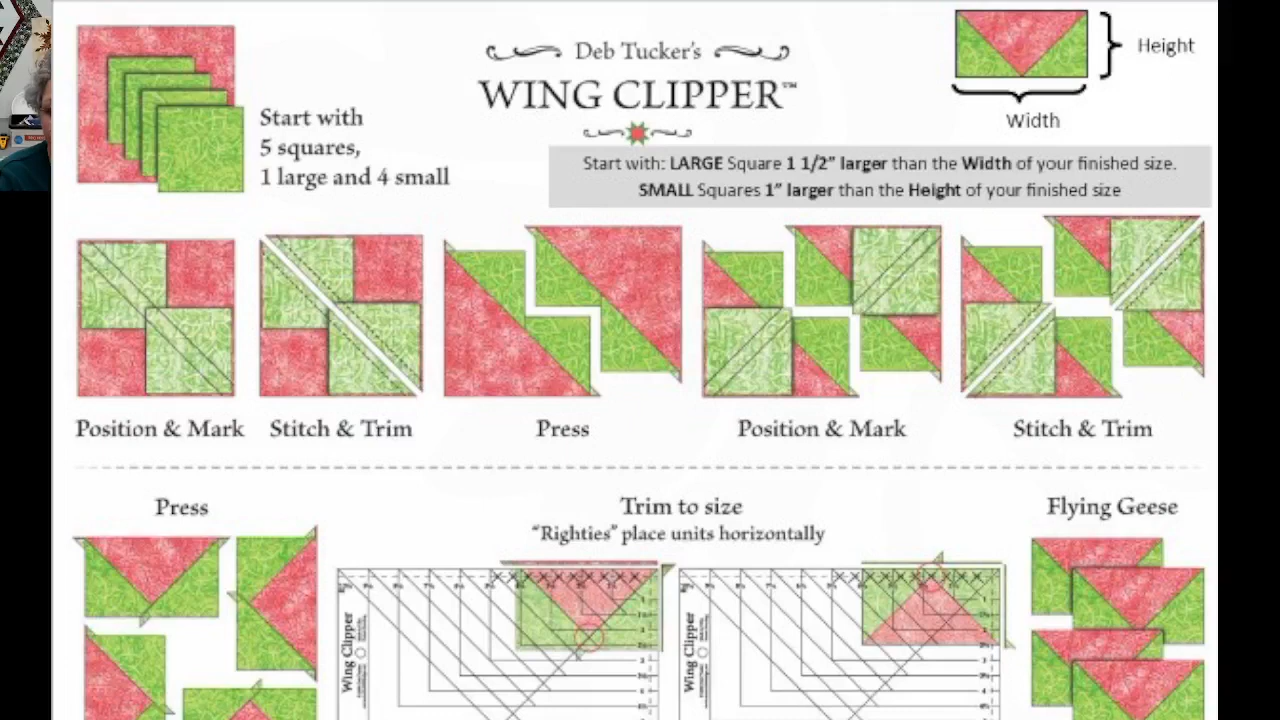 Deb Tucker's
WING CLIPPER™
Height
Width
Start with
5 squares,
1 large and 4 small
Start with: LARGE Square 1 1/2" larger than the Width of your finished size.
SMALL Squares 1" larger than the Height of your finished size
Position & Mark
Stitch & Trim
Press
Position & Mark
Stitch & Trim
Press
Trim to size
"Righties" place units horizontally
Flying Geese
Wing Clipper
Wing Clipper